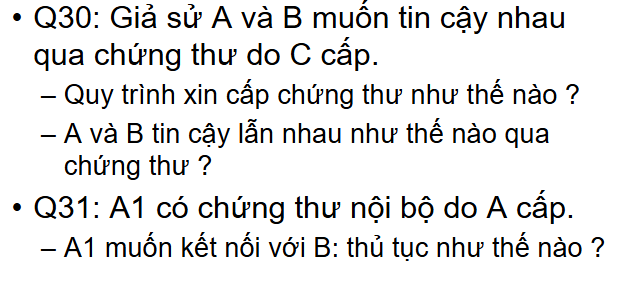 • Q30: Giả sử A và B muốn tin cậy nhau
qua chứng thư do C cấp.
– Quy trình xin cấp chứng thư như thế nào ?
– A và B tin cậy lẫn nhau như thế nào qua
chứng thư ?
• Q31: A1 có chứng thư nội bộ do A cấp.
– A1 muốn kết nối với B: thủ tục như thế nào ?